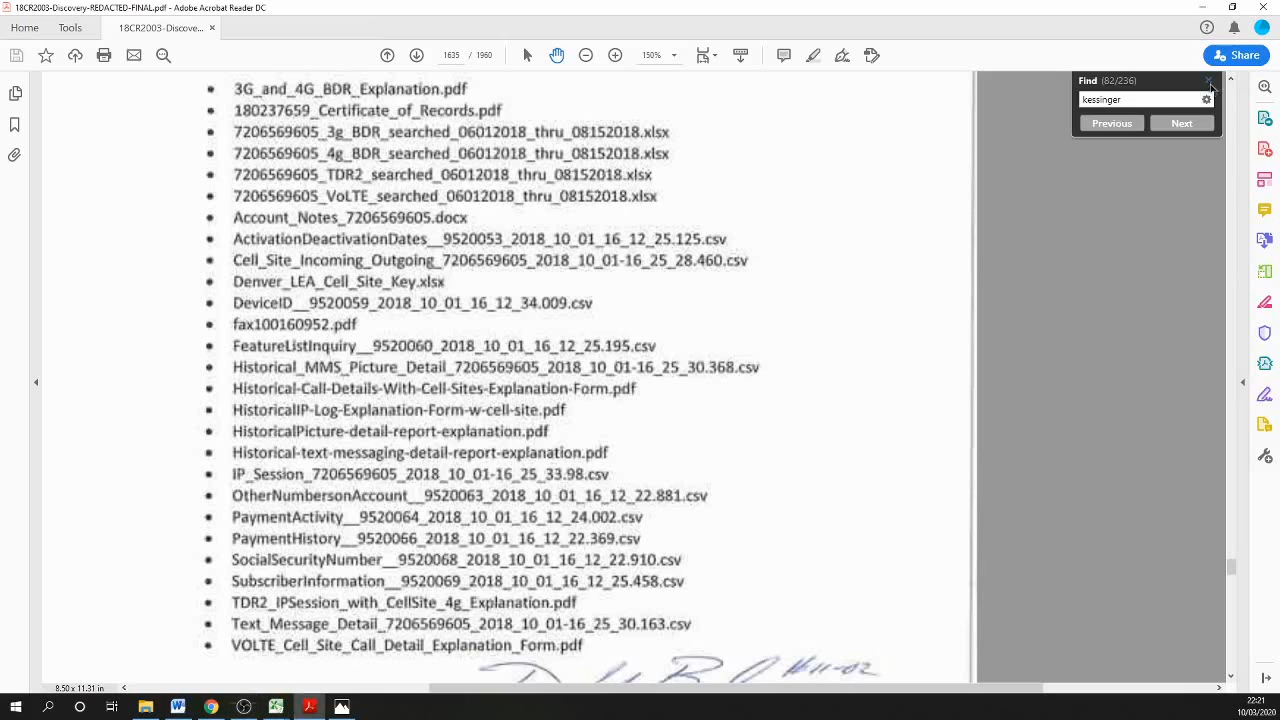 18CR2003-Discovery-REDACTED-FINAL.pdf - Adobe Acrobat Reader DC
Home Tools 18CR2003-Discove... ×
1635 / 1960 150% Share
Find (82/236)
kessinger
Previous Next
• 3G_and_4G_BDR_Explanation.pdf
• 180237659_Certificate_of_Records.pdf
• 7206569605_3g_BDR_searched_06012018_thru_08152018.xlsx
• 7206569605_4g_BDR_searched_06012018_thru_08152018.xlsx
• 7206569605_TDR2_searched_06012018_thru_08152018.xlsx
• 7206569605_VoLTE_searched_06012018_thru_08152018.xlsx
• Account_Notes_7206569605.docx
• ActivationDeactivationDates__9520053_2018_10_01_16_12_25.125.csv
• Cell_Site_Incoming_Outgoing_7206569605_2018_10_01-16_25_28.460.csv
• Denver_LEA_Cell_Site_Key.xlsx
• DeviceID__9520059_2018_10_01_16_12_34.009.csv
• fax100160952.pdf
• FeatureListInquiry__9520060_2018_10_01_16_12_25.195.csv
• Historical_MMS_Picture_Detail_7206569605_2018_10_01-16_25_30.368.csv
• Historical-Call-Details-With-Cell-Sites-Explanation-Form.pdf
• HistoricalIP-Log-Explanation-Form-w-cell-site.pdf
• HistoricalPicture-detail-report-explanation.pdf
• Historical-text-messaging-detail-report-explanation.pdf
• IP_Session_7206569605_2018_10_01-16_25_33.98.csv
• OtherNumbersonAccount__9520063_2018_10_01_16_12_22.881.csv
• PaymentActivity__9520064_2018_10_01_16_12_24.002.csv
• PaymentHistory__9520066_2018_10_01_16_12_22.369.csv
• SocialSecurityNumber__9520068_2018_10_01_16_12_22.910.csv
• SubscriberInformation__9520069_2018_10_01_16_12_25.458.csv
• TDR2_IPSession_with_CellSite_4g_Explanation.pdf
• Text_Message_Detail_7206569605_2018_10_01-16_25_30.163.csv
• VOLTE_Cell_Site_Call_Detail_Explanation_Form.pdf
8.50 x 11.31 in
22:21
10/03/2020